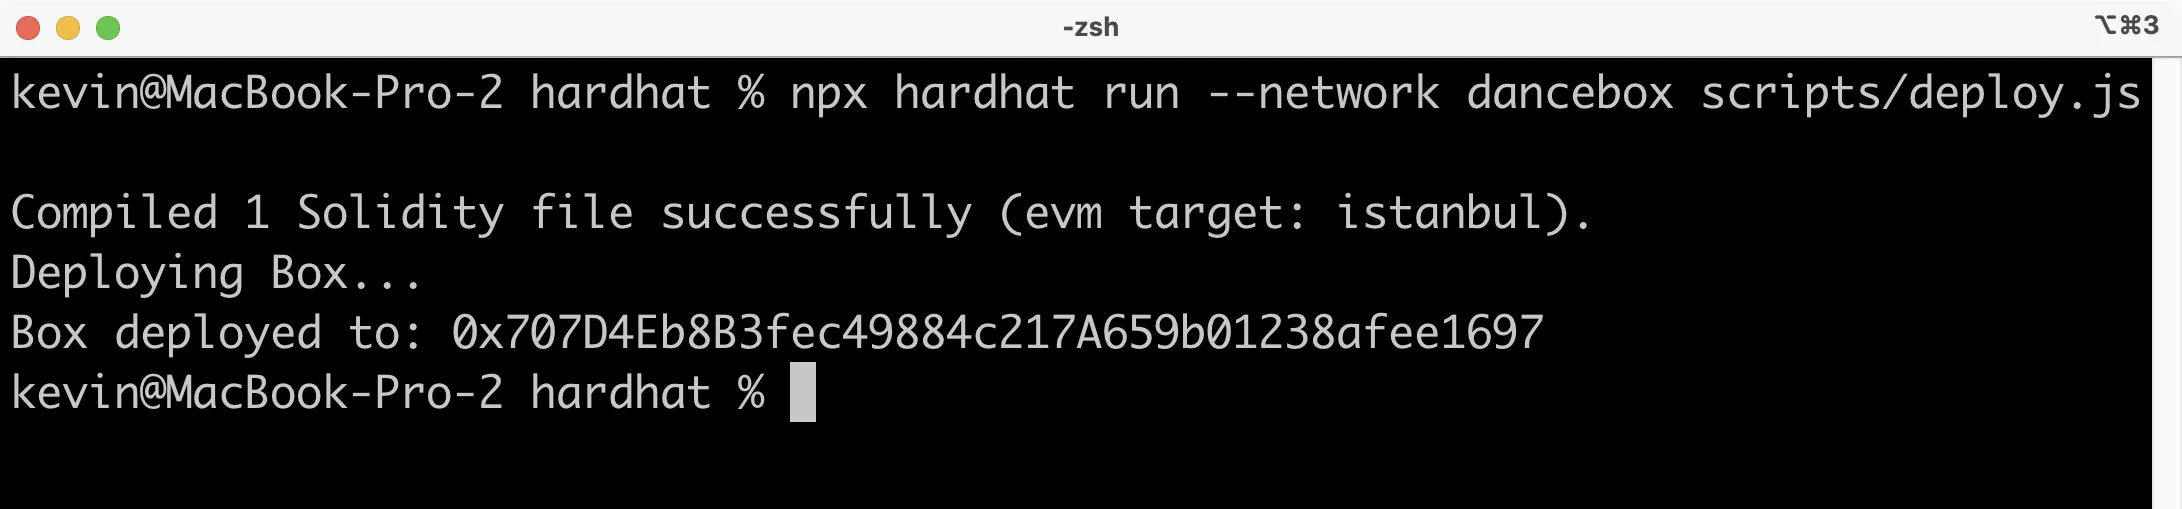 -zsh
⌥⌘3
kevin@MacBook-Pro-2 hardhat % npx hardhat run --network dancebox scripts/deploy.js
Compiled 1 Solidity file successfully (evm target: istanbul).
Deploying Box...
Box deployed to: 0x707D4Eb8B3fec49884c217A659b01238afee1697
kevin@MacBook-Pro-2 hardhat %